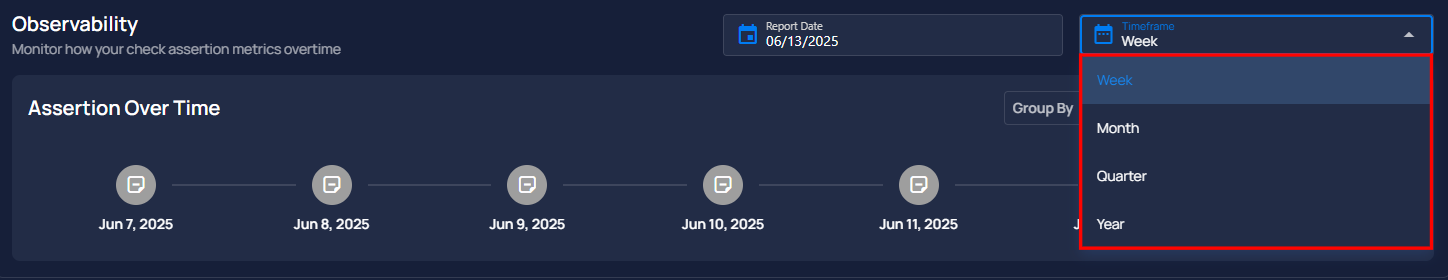 Observability
Monitor how your check assertion metrics overtime
Report Date
06/13/2025
Timeframe
Week
Week
Month
Quarter
Year
Assertion Over Time
Group By
Jun 7, 2025
Jun 8, 2025
Jun 9, 2025
Jun 10, 2025
Jun 11, 2025